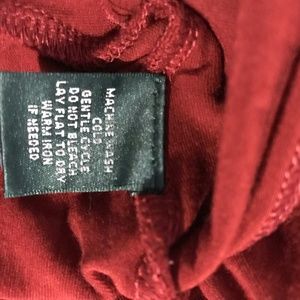 MACHINE WASH
COLD
GENTLE CYCLE
DO NOT BLEACH
LAY FLAT TO DRY
WARM IRON
IF NEEDED